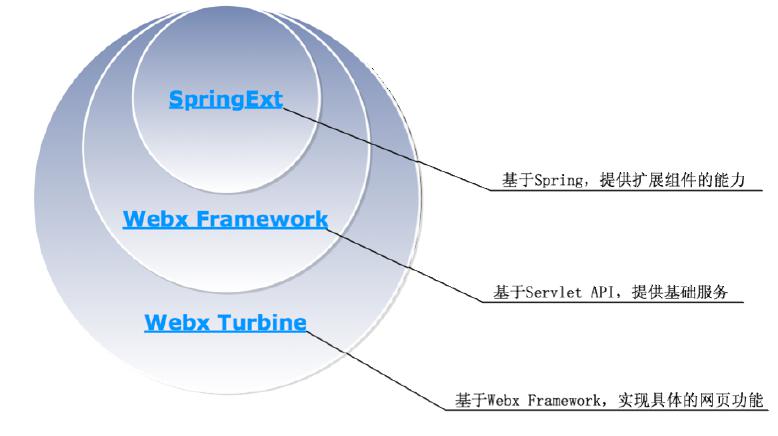 SpringExt
基于Spring，提供扩展组件的能力
Webx Framework
基于Servlet API，提供基础服务
Webx Turbine
基于Webx Framework，实现具体的网页功能